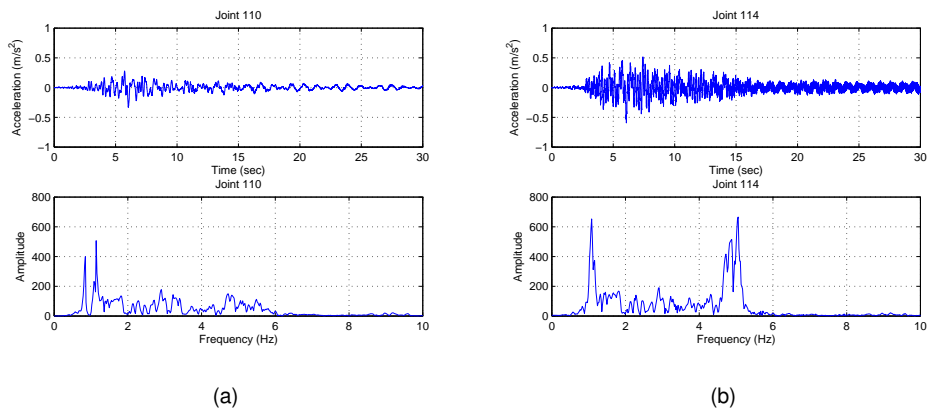 Joint 110
1
0.5
0
−0.5
−1
Acceleration (m/s²)
0 5 10 15 20 25 30
Time (sec)
Joint 110
800
600
400
200
0
Amplitude
0 2 4 6 8 10
Frequency (Hz)
(a)
Joint 114
1
0.5
0
−0.5
−1
Acceleration (m/s²)
0 5 10 15 20 25 30
Time (sec)
Joint 114
800
600
400
200
0
Amplitude
0 2 4 6 8 10
Frequency (Hz)
(b)